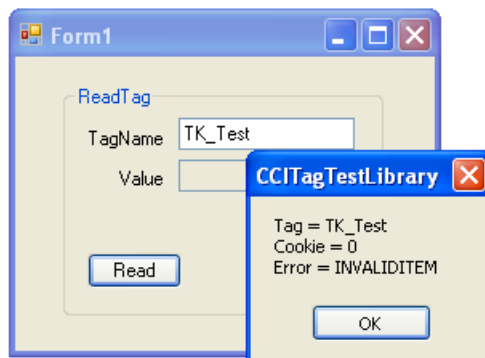 Form1
ReadTag
TagName TK_Test
Value
Read
CCITagTestLibrary
Tag = TK_Test
Cookie = 0
Error = INVALIDITEM
OK